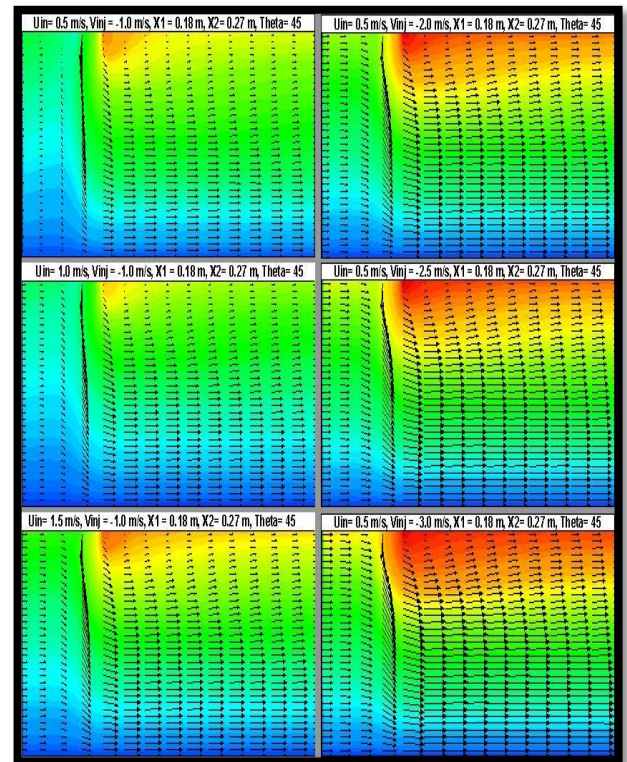 Uin= 0.5 m/s, Vinj = -1.0 m/s, X1 = 0.18 m, X2= 0.27 m, Theta= 45
Uin= 0.5 m/s, Vinj = -2.0 m/s, X1 = 0.18 m, X2= 0.27 m, Theta= 45
Uin= 1.0 m/s, Vinj = -1.0 m/s, X1 = 0.18 m, X2= 0.27 m, Theta= 45
Uin= 0.5 m/s, Vinj = -2.5 m/s, X1 = 0.18 m, X2= 0.27 m, Theta= 45
Uin= 1.5 m/s, Vinj = -1.0 m/s, X1 = 0.18 m, X2= 0.27 m, Theta= 45
Uin= 0.5 m/s, Vinj = -3.0 m/s, X1 = 0.18 m, X2= 0.27 m, Theta= 45